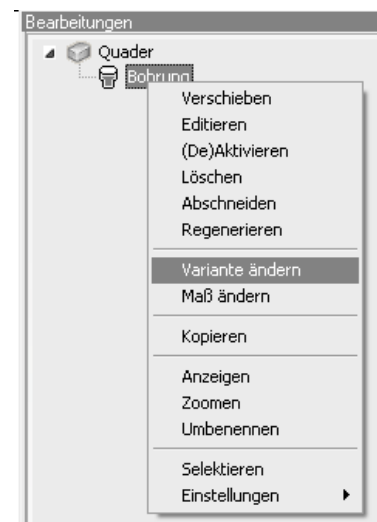 Bearbeitungen
Quader
Bohrung
Verschieben
Editieren
(De)Aktivieren
Löschen
Abschneiden
Regenerieren
Variante ändern
Maß ändern
Kopieren
Anzeigen
Zoomen
Umbenennen
Selektieren
Einstellungen